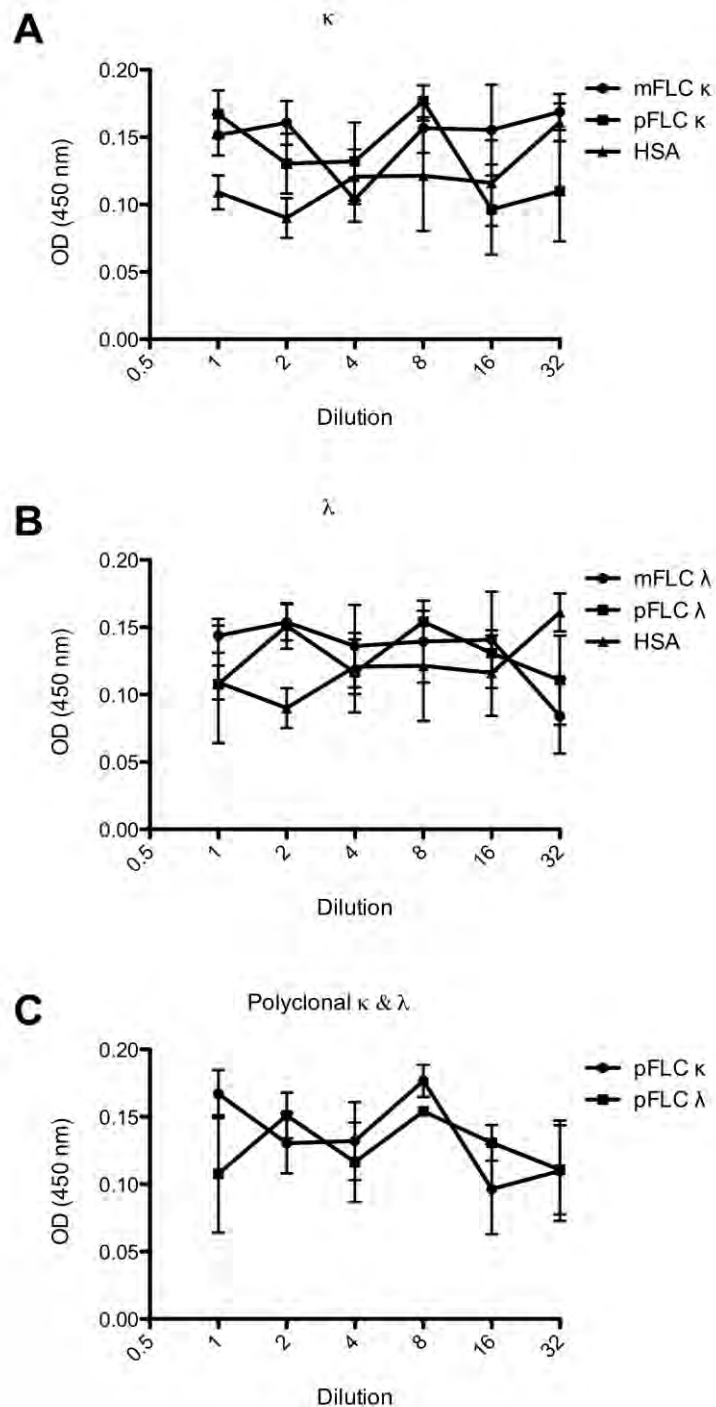 A
κ
0.20
0.15
0.10
0.05
0.00
OD (450 nm)
0.5
1
2
4
8
16
32
Dilution
mFLC κ
pFLC κ
HSA
B
λ
0.20
0.15
0.10
0.05
0.00
OD (450 nm)
0.5
1
2
4
8
16
32
Dilution
mFLC λ
pFLC λ
HSA
C
Polyclonal κ & λ
0.20
0.15
0.10
0.05
0.00
OD (450 nm)
0.5
1
2
4
8
16
32
Dilution
pFLC κ
pFLC λ